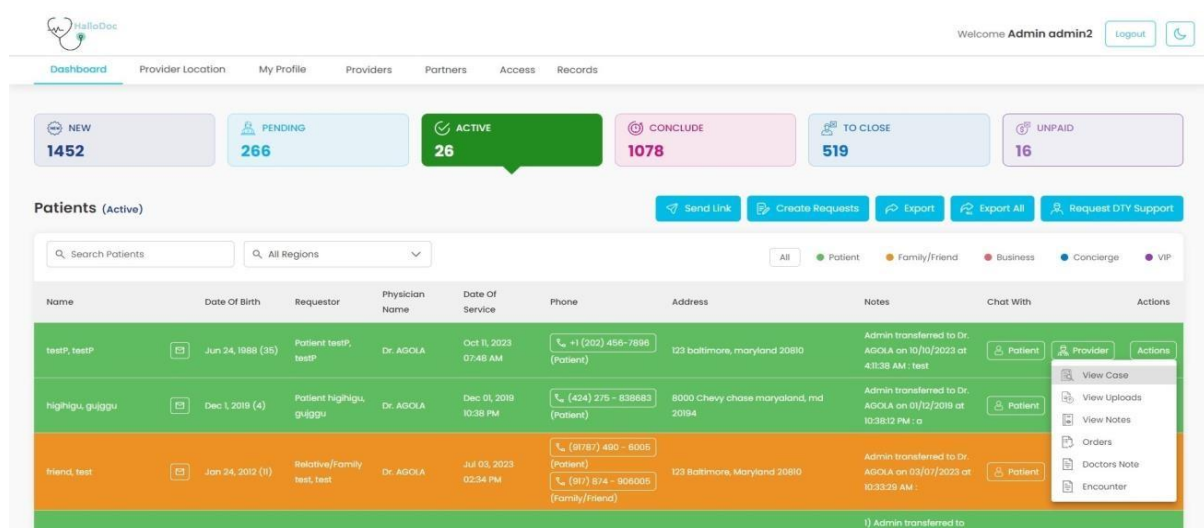 HalloDoc
Welcome Admin admin2 Logout
Dashboard Provider Location My Profile Providers Partners Access Records
NEW PENDING ACTIVE CONCLUDE TO CLOSE UNPAID
1452 266 26 1078 519 16
Patients (Active) Send Link Create Requests Export Export All Request DTY Support
Search Patients All Regions All Patient Family/Friend Business Concierge VIP
Name Date Of Birth Requestor Physician Name Date Of Service Phone Address Notes Chat With Actions
testP, testP Jun 24, 1988 (35) Patient testP, testP Dr. AGOLA Oct 11, 2023 07:48 AM +1 (202) 456-7896 (Patient) 123 baltimore, maryland 20810 Admin transferred to Dr. AGOLA on 10/10/2023 at 4:11:38 AM : test Patient Provider Actions
View Case
View Uploads
View Notes
Orders
Doctors Note
Encounter
higihigu, gujggu Dec 1, 2019 (4) Patient higihigu, gujggu Dr. AGOLA Dec 01, 2019 10:38 PM (424) 275 - 838683 (Patient) 8000 Chevy chase maryaland, md 20194 Admin transferred to Dr. AGOLA on 01/12/2019 at 10:38:12 PM : a Patient
friend, test Jan 24, 2012 (11) Relative/Family test, test Dr. AGOLA Jul 03, 2023 02:34 PM (91787) 490 - 6005 (Patient) (917) 874 - 906005 (Family/Friend) 123 Baltimore, Maryland 20810 Admin transferred to Dr. AGOLA on 03/07/2023 at 10:33:29 AM : Patient
1) Admin transferred to